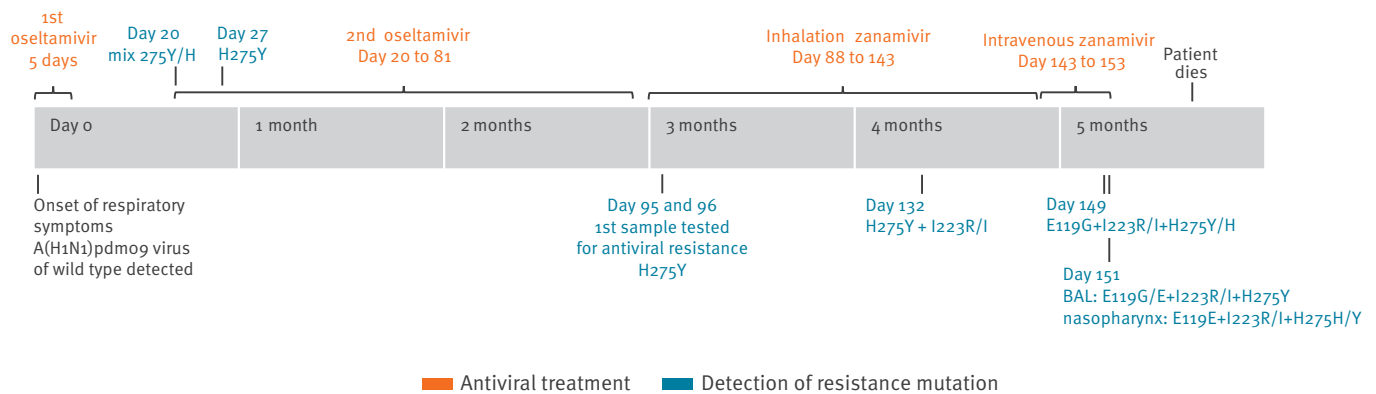 1st
oseltamivir
5 days
Day 20
mix 275Y/H
Day 27
H275Y
2nd oseltamivir
Day 20 to 81
Inhalation zanamivir
Day 88 to 143
Intravenous zanamivir
Day 143 to 153
Patient
dies
Day 0
1 month
2 months
3 months
4 months
5 months
Onset of respiratory
symptoms
A(H1N1)pdm09 virus
of wild type detected
Day 95 and 96
1st sample tested
for antiviral resistance
H275Y
Day 132
H275Y + I223R/I
Day 149
E119G+I223R/I+H275Y/H
Day 151
BAL: E119G/E+I223R/I+H275Y
nasopharynx: E119E+I223R/I+H275H/Y
Antiviral treatment
Detection of resistance mutation